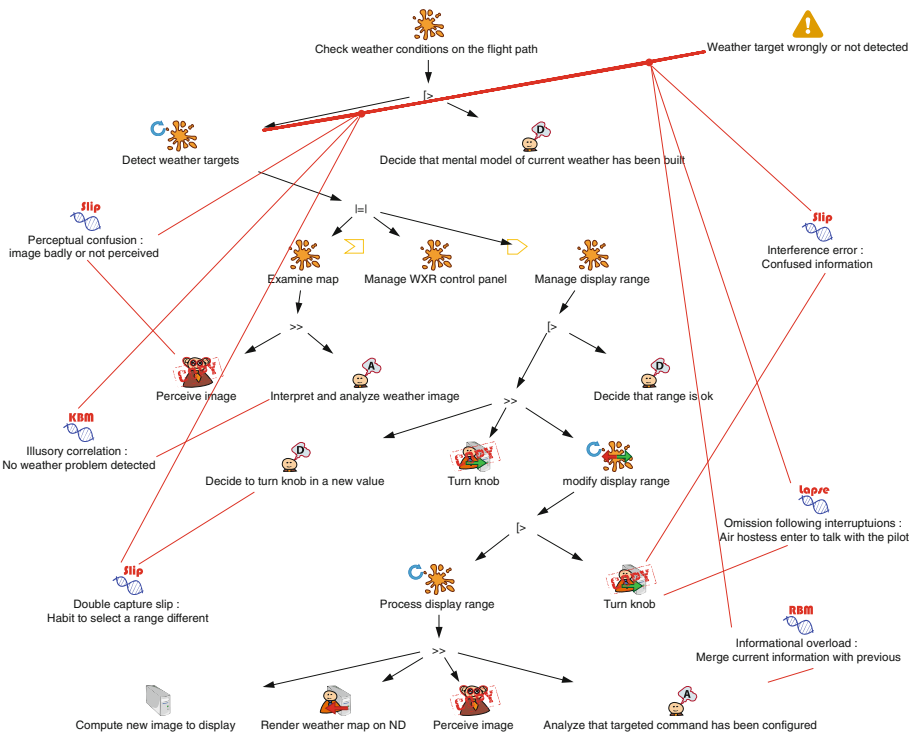 Check weather conditions on the flight path
Weather target wrongly or not detected
[>
Detect weather targets
D
Decide that mental model of current weather has been built
|=|
Slip
Perceptual confusion :
image badly or not perceived
Slip
Interference error :
Confused information
Examine map
Manage WXR control panel
Manage display range
>>
[>
COPY
Perceive image
A
Interpret and analyze weather image
D
Decide that range is ok
>>
KBM
Illusory correlation :
No weather problem detected
D
Decide to turn knob in a new value
COPY
Turn knob
modify display range
Lapse
Omission following interruptuions :
Air hostess enter to talk with the pilot
[>
Slip
Double capture slip :
Habit to select a range different
Process display range
COPY
Turn knob
RBM
Informational overload :
Merge current information with previous
>>
Compute new image to display
Render weather map on ND
COPY
Perceive image
A
Analyze that targeted command has been configured